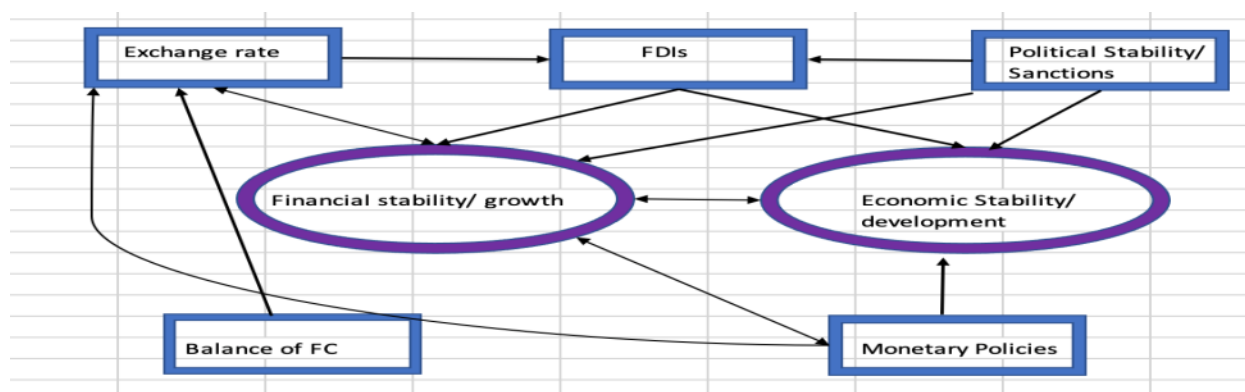 Exchange rate
FDIs
Political Stability/
Sanctions
Financial stability/ growth
Economic Stability/
development
Balance of FC
Monetary Policies